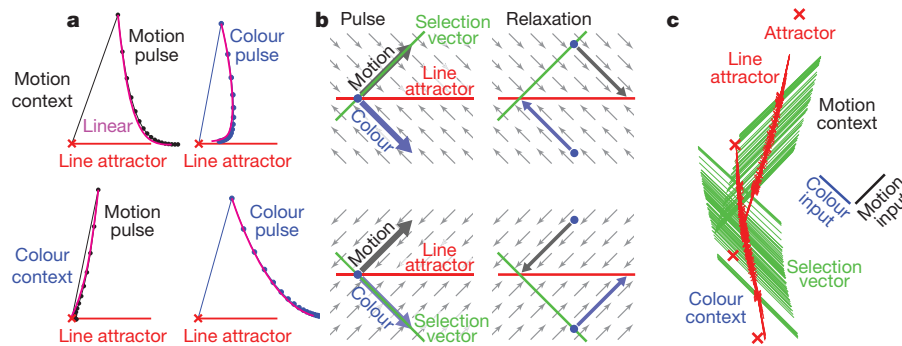 a
Motion
pulse
Colour
pulse
Motion
context
Linear
Line attractor
Line attractor
Motion
pulse
Colour
pulse
Colour
context
Line attractor
Line attractor
b
Pulse
Relaxation
Selection
vector
Motion
Line
attractor
Colour
Motion
Line
attractor
Colour
Selection
vector
c
Attractor
Line
attractor
Motion
context
Colour
input
Motion
input
Selection
vector
Colour
context